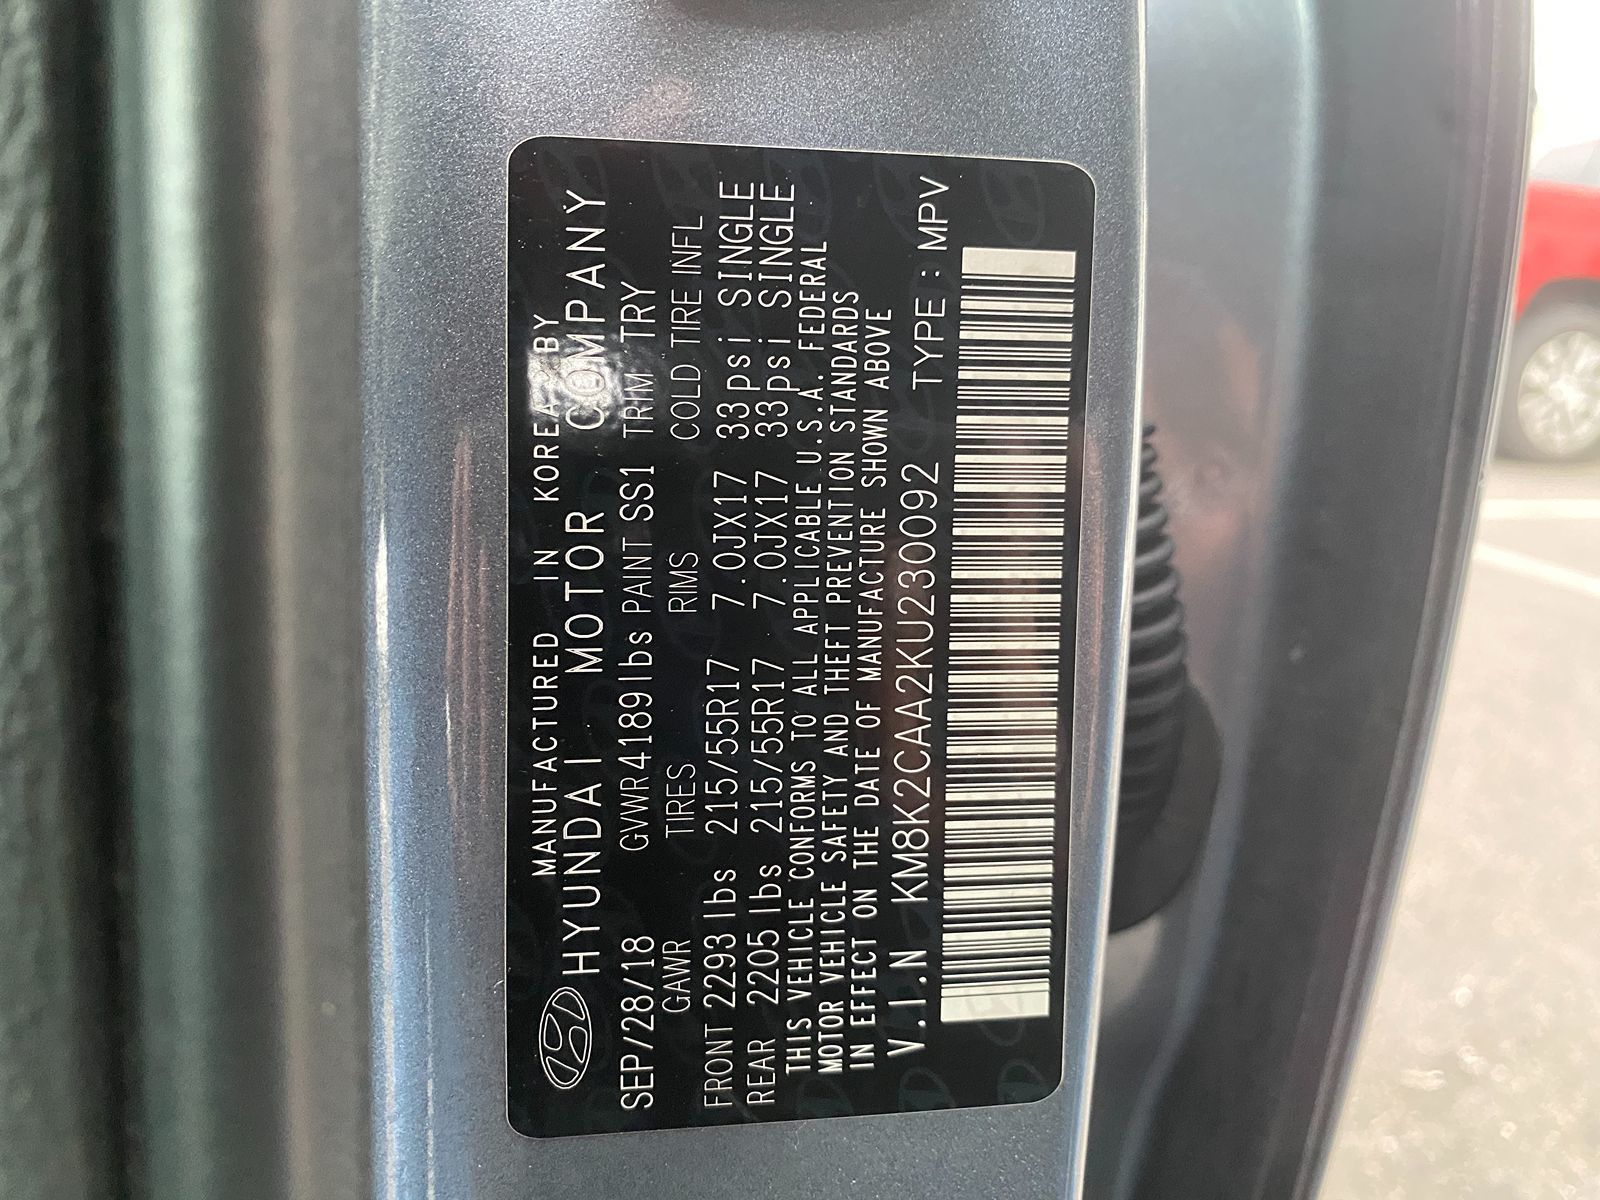 MANUFACTURED IN KOREA BY
HYUNDAI MOTOR COMPANY
SEP/28/18 GVWR4189lbs PAINT SS1 TRIM TRY
GAWR TIRES RIMS COLD TIRE INFL
FRONT 2293lbs 215/55R17 7.0JX17 33psi SINGLE
REAR 2205lbs 215/55R17 7.0JX17 33psi SINGLE
THIS VEHICLE CONFORMS TO ALL APPLICABLE U.S.A. FEDERAL
MOTOR VEHICLE SAFETY AND THEFT PREVENTION STANDARDS
IN EFFECT ON THE DATE OF MANUFACTURE SHOWN ABOVE
V.I.N KM8K2CAA2KU230092 TYPE:MPV